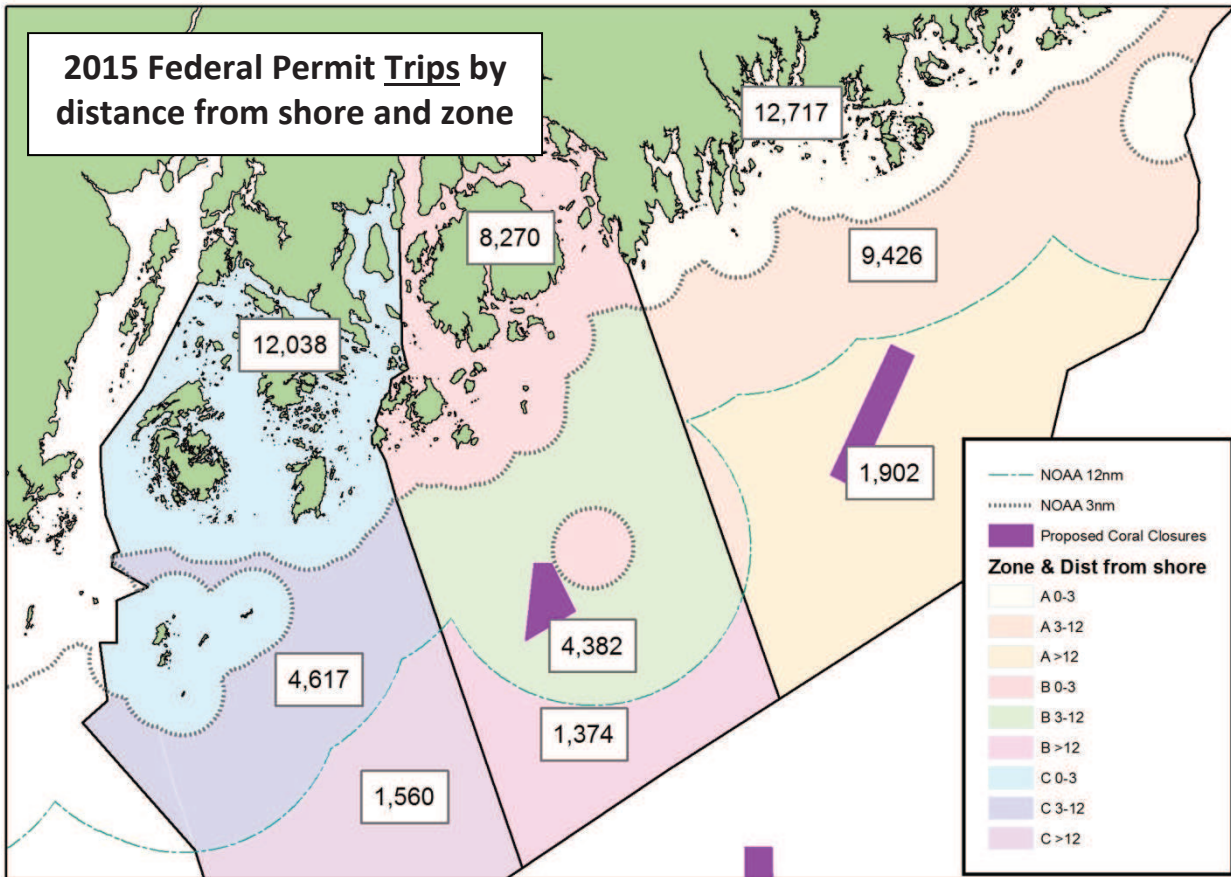 2015 Federal Permit Trips by
distance from shore and zone
12,717
8,270
9,426
12,038
1,902
4,382
4,617
1,374
1,560
NOAA 12nm
NOAA 3nm
Proposed Coral Closures
Zone & Dist from shore
A 0-3
A 3-12
A >12
B 0-3
B 3-12
B >12
C 0-3
C 3-12
C >12